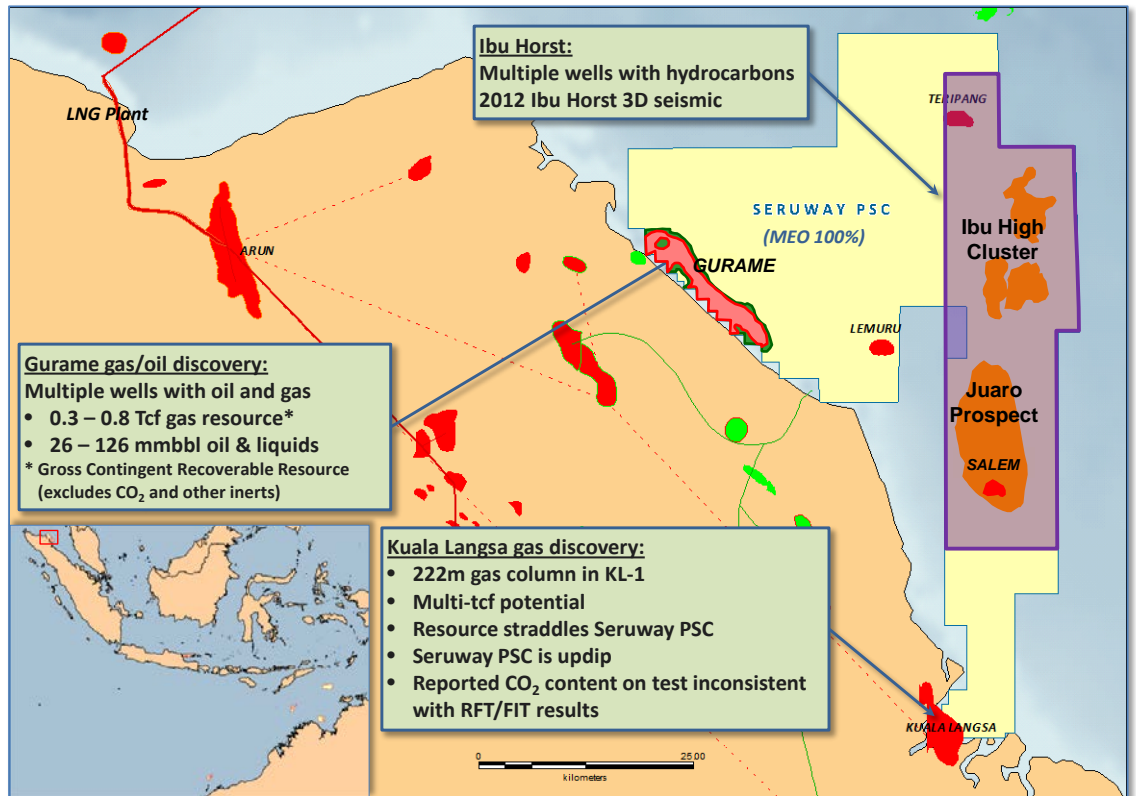 Ibu Horst:
Multiple wells with hydrocarbons
2012 Ibu Horst 3D seismic
LNG Plant
TERIPANG
SERUWAY PSC
(MEO 100%)
Ibu High
Cluster
ARUN
GURAME
LEMURU
Gurame gas/oil discovery:
Multiple wells with oil and gas
• 0.3 – 0.8 Tcf gas resource*
• 26 – 126 mmbbl oil & liquids
* Gross Contingent Recoverable Resource
(excludes CO₂ and other inerts)
Juaro
Prospect
SALEM
Kuala Langsa gas discovery:
• 222m gas column in KL-1
• Multi-tcf potential
• Resource straddles Seruway PSC
• Seruway PSC is updip
• Reported CO₂ content on test inconsistent
with RFT/FIT results
KUALA LANGSA
0 25.00
kilometers